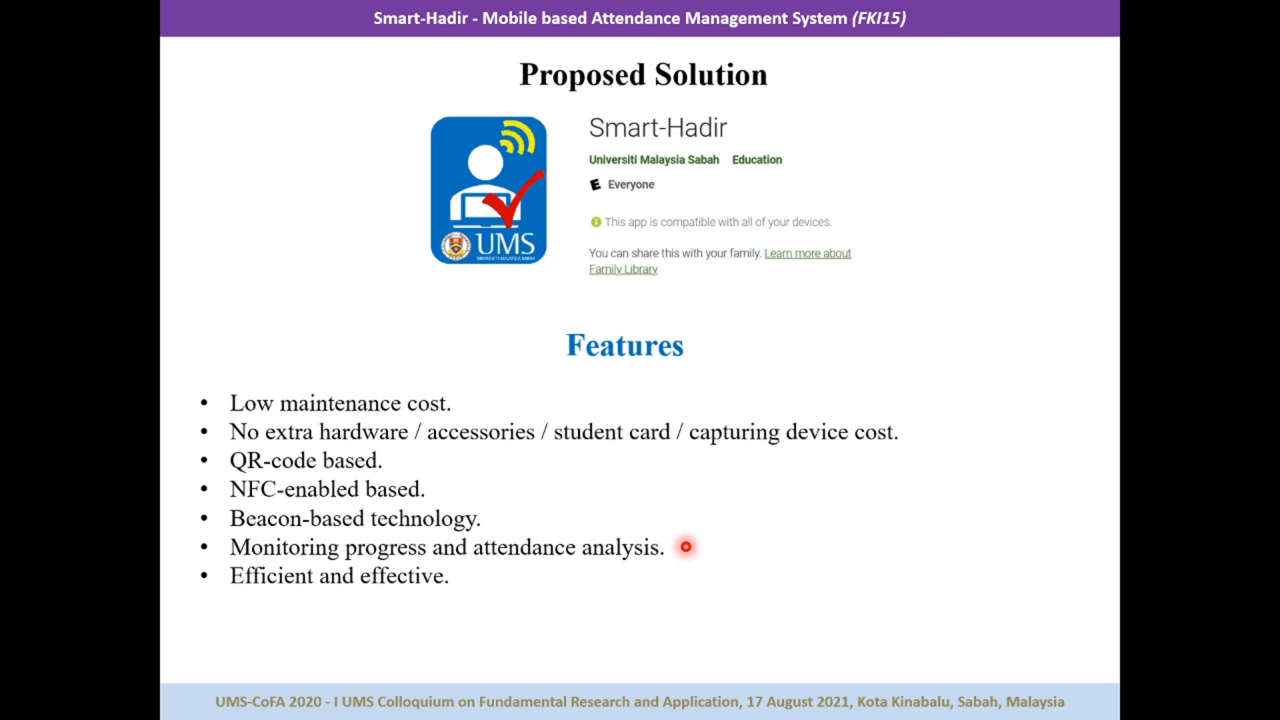 Smart-Hadir - Mobile based Attendance Management System (FKI15)
Proposed Solution
Smart-Hadir
Universiti Malaysia Sabah Education
E Everyone
This app is compatible with all of your devices.
You can share this with your family. Learn more about
Family Library
UMS
UNIVERSITI MALAYSIA SABAH
Features
• Low maintenance cost.
• No extra hardware / accessories / student card / capturing device cost.
• QR-code based.
• NFC-enabled based.
• Beacon-based technology.
• Monitoring progress and attendance analysis.
• Efficient and effective.
UMS-CoFA 2020 - I UMS Colloquium on Fundamental Research and Application, 17 August 2021, Kota Kinabalu, Sabah, Malaysia